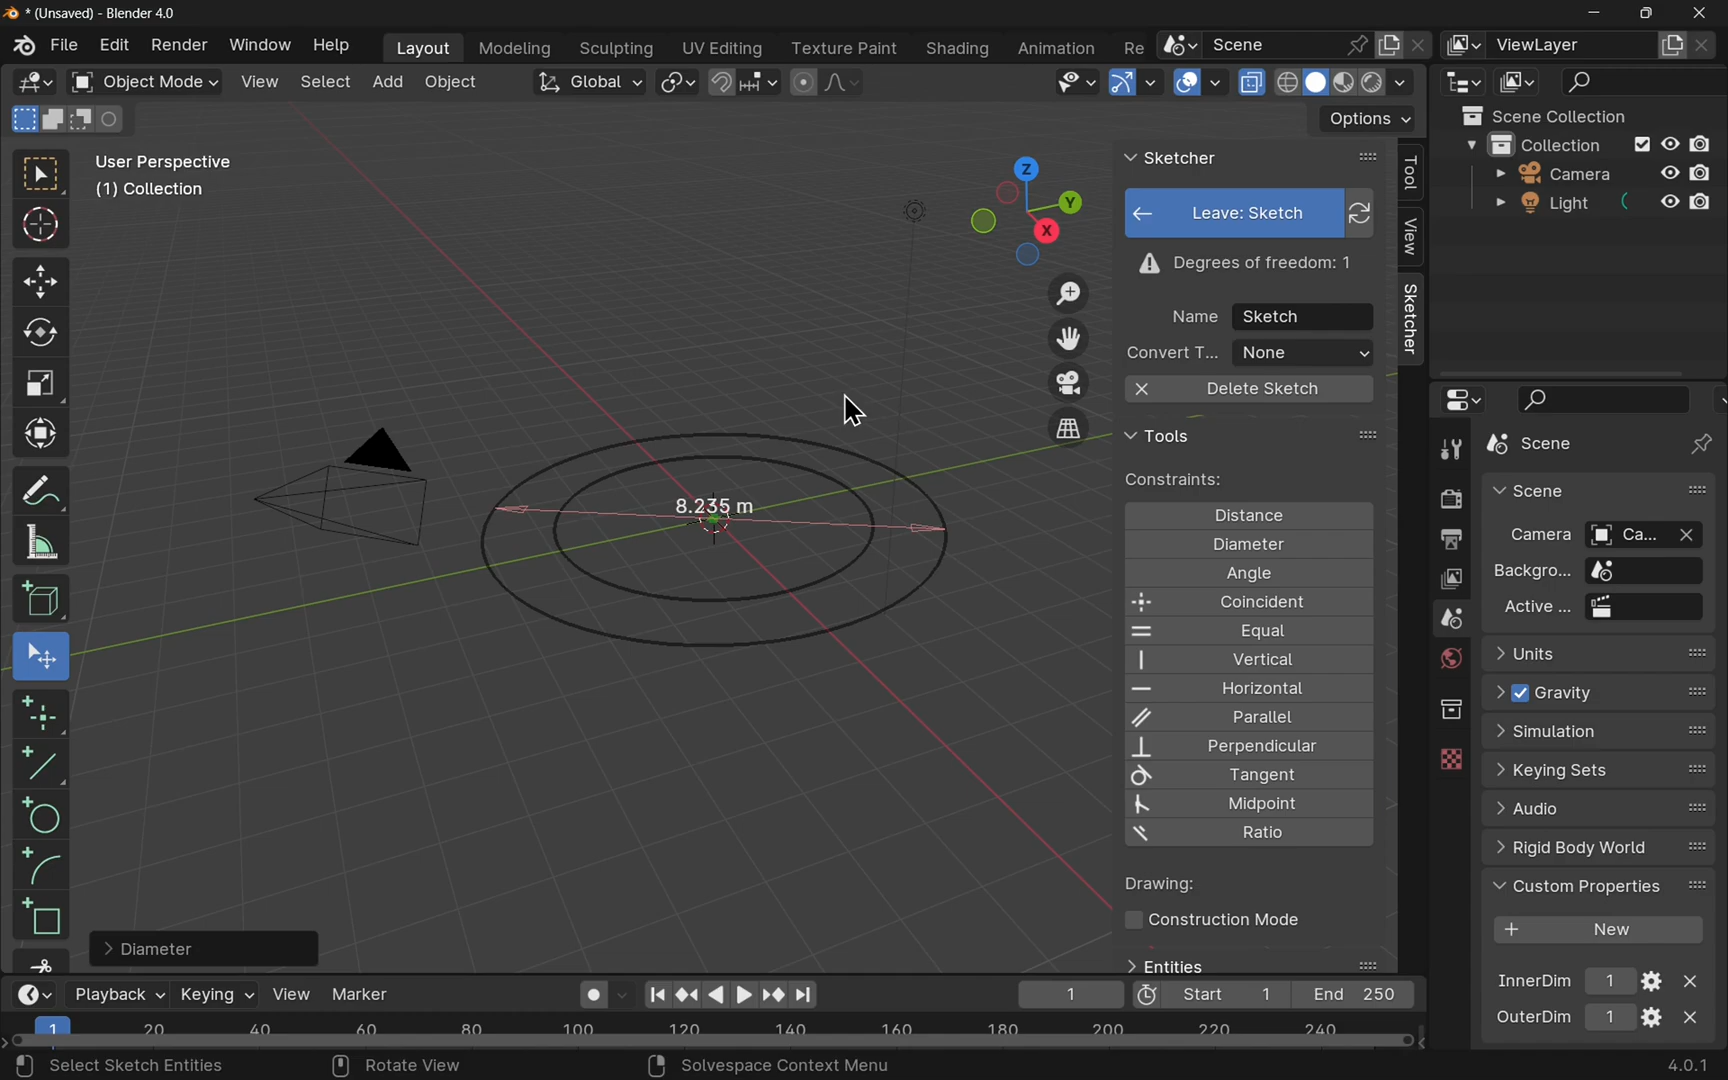 * (Unsaved) - Blender 4.0
File Edit Render Window Help Layout Modeling Sculpting UV Editing Texture Paint Shading Animation Re Scene ViewLayer
Object Mode View Select Add Object Global
Options
User Perspective
(1) Collection
Z
Y
X
8.235 m
Sketcher
Leave: Sketch
Degrees of freedom: 1
Name Sketch
Convert T... None
Delete Sketch
Tools
Constraints:
Distance
Diameter
Angle
Coincident
Equal
Vertical
Horizontal
Parallel
Perpendicular
Tangent
Midpoint
Ratio
Drawing:
Construction Mode
Entities
Tool
View
Sketcher
Scene Collection
Collection
Camera
Light
Scene
Scene
Camera Ca...
Backgro...
Active ...
Units
Gravity
Simulation
Keying Sets
Audio
Rigid Body World
Custom Properties
New
InnerDim 1
OuterDim 1
Diameter
Playback Keying View Marker 1 Start 1 End 250
1 20 40 60 80 100 120 140 160 180 200 220 240
Select Sketch Entities Rotate View Solvespace Context Menu 4.0.1